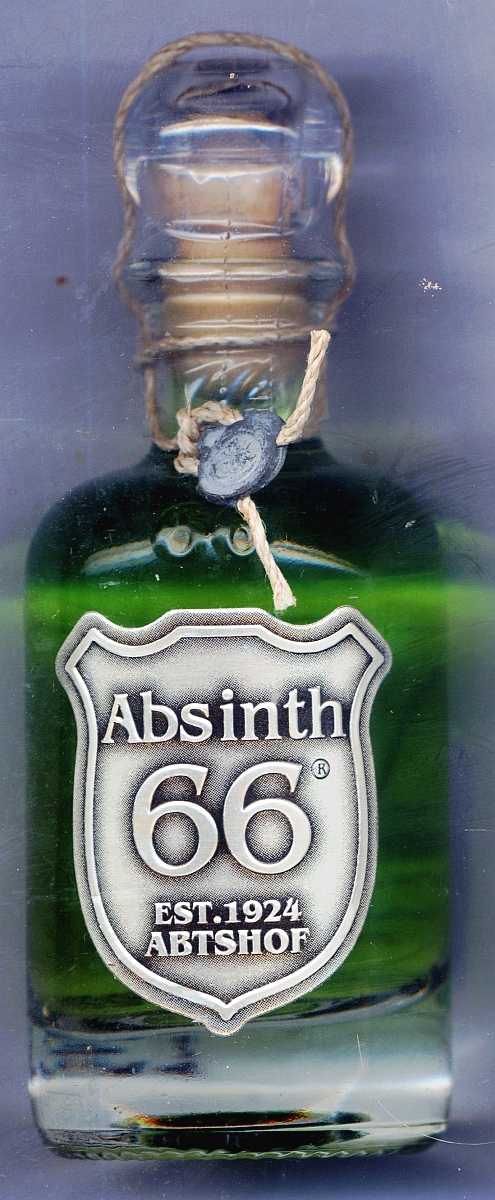 Absinth
66®
EST.1924
ABTSHOF